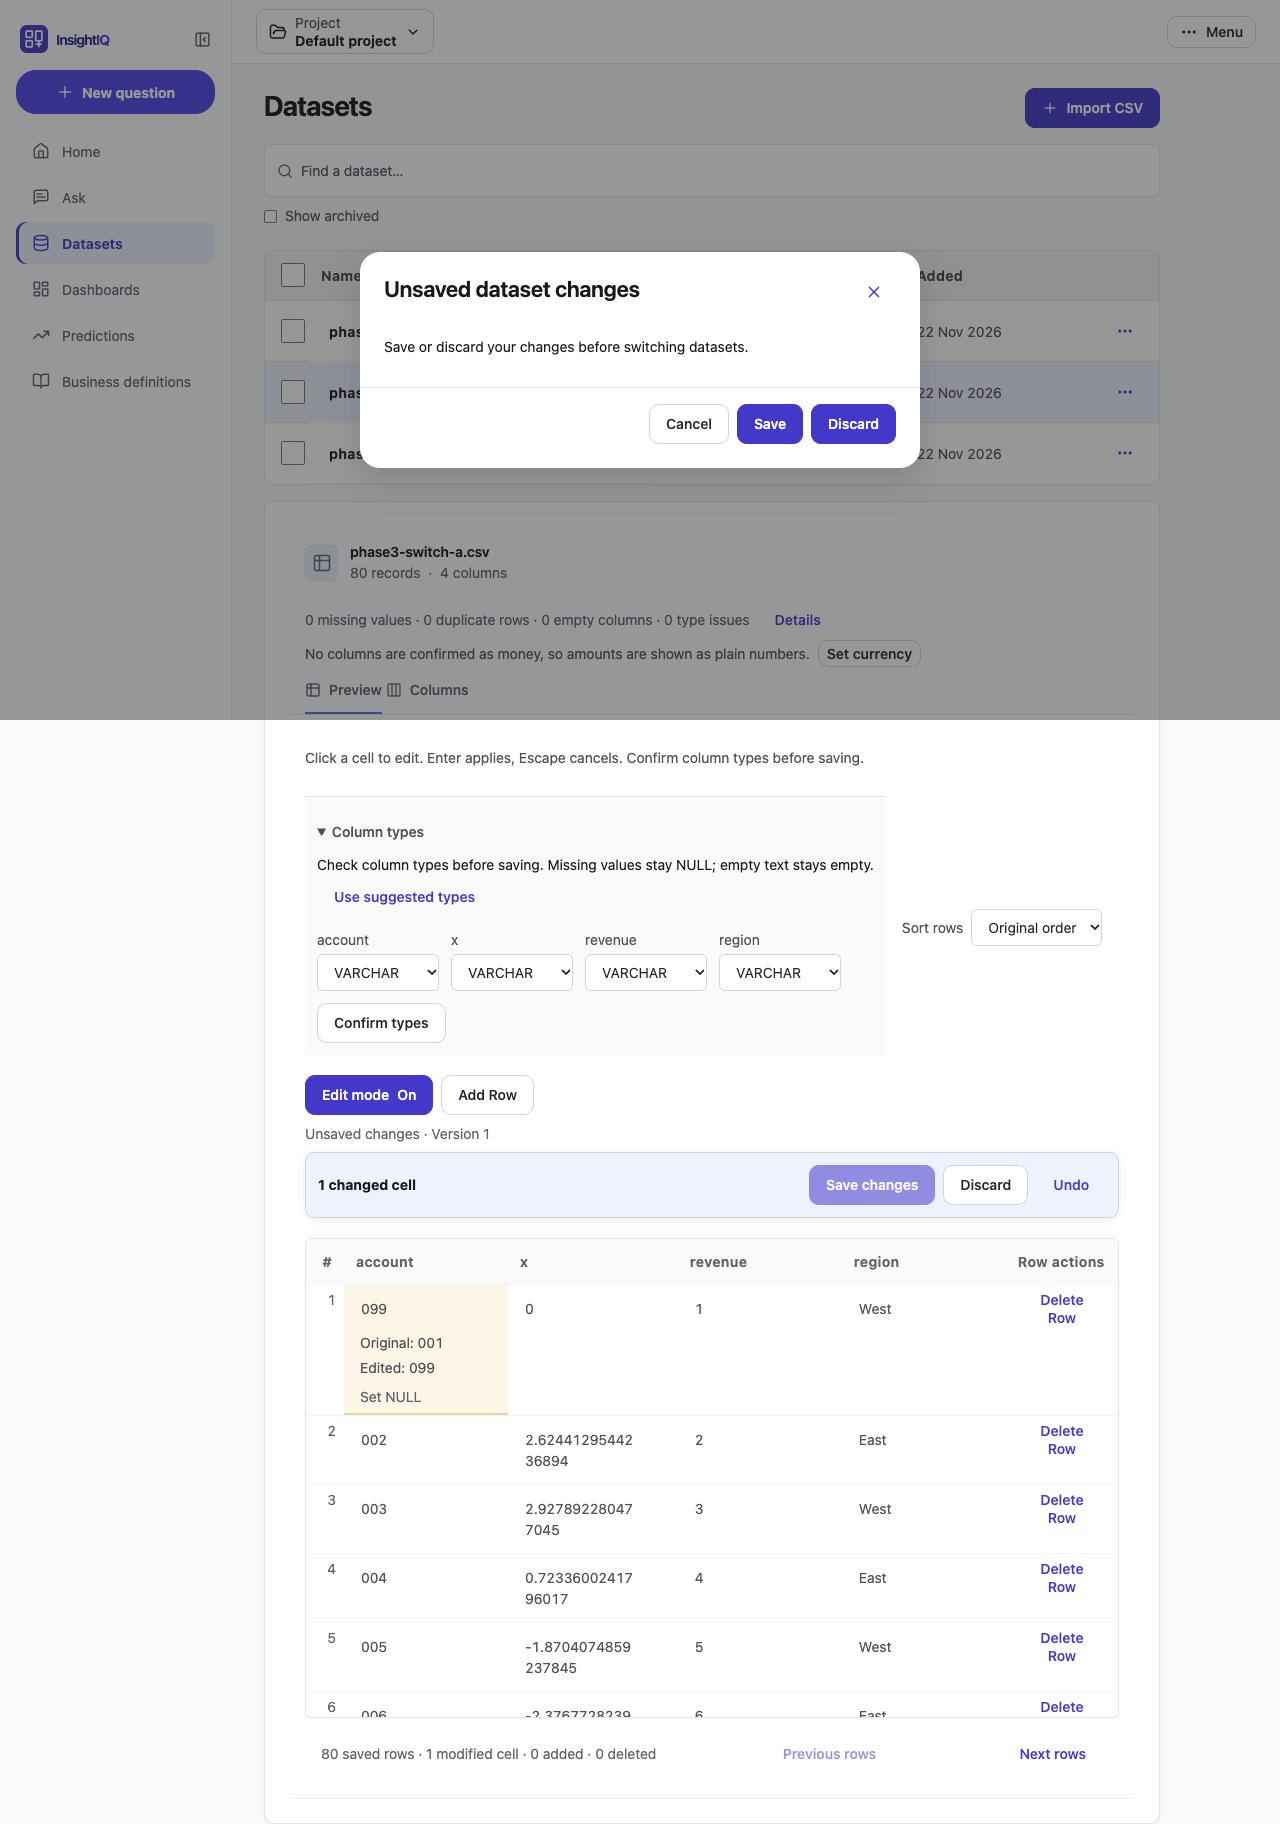 InsightIQ
Project
Default project
Menu
New question
Home
Ask
Datasets
Dashboards
Predictions
Business definitions
Datasets
Import CSV
Find a dataset...
Show archived
Name
Added
22 Nov 2026
22 Nov 2026
22 Nov 2026
Unsaved dataset changes
Save or discard your changes before switching datasets.
Cancel
Save
Discard
phase3-switch-a.csv
80 records · 4 columns
0 missing values · 0 duplicate rows · 0 empty columns · 0 type issues Details
No columns are confirmed as money, so amounts are shown as plain numbers. Set currency
Preview Columns
Click a cell to edit. Enter applies, Escape cancels. Confirm column types before saving.
Column types
Check column types before saving. Missing values stay NULL; empty text stays empty.
Use suggested types
account x revenue region
VARCHAR VARCHAR VARCHAR VARCHAR
Confirm types
Sort rows Original order
Edit mode On Add Row
Unsaved changes · Version 1
1 changed cell Save changes Discard Undo
# account x revenue region Row actions
1 099 0 1 West Delete Row
Original: 001
Edited: 099
Set NULL
2 002 2.62441295442 2 East Delete Row
36894
3 003 2.92789228047 3 West Delete Row
7045
4 004 0.72336002417 4 East Delete Row
96017
5 005 -1.8704074859 5 West Delete Row
237845
6 006 -2.3767728239 6 East Delete
80 saved rows · 1 modified cell · 0 added · 0 deleted Previous rows Next rows